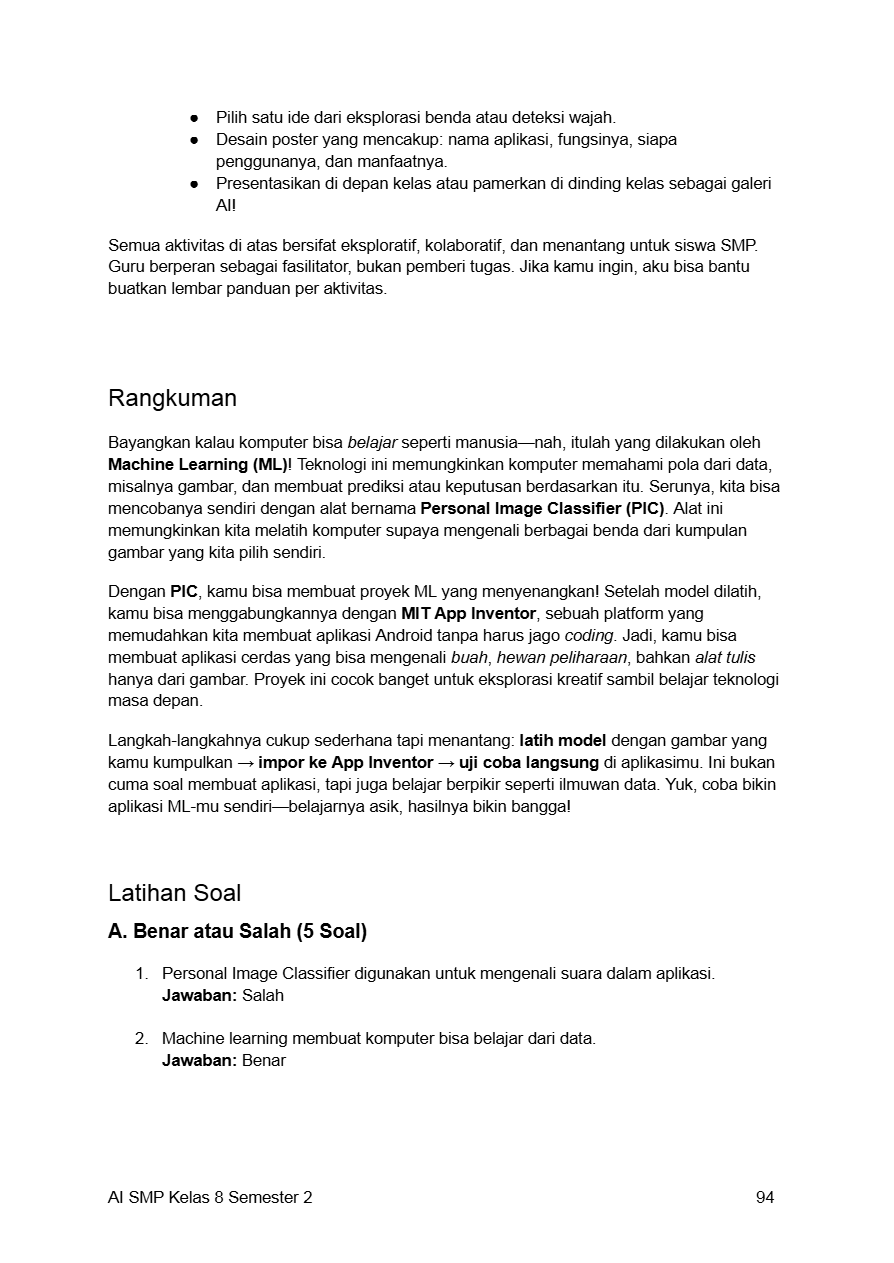 ● Pilih satu ide dari eksplorasi benda atau deteksi wajah.
● Desain poster yang mencakup: nama aplikasi, fungsinya, siapa
penggunanya, dan manfaatnya.
● Presentasikan di depan kelas atau pamerkan di dinding kelas sebagai galeri
AI!
Semua aktivitas di atas bersifat eksploratif, kolaboratif, dan menantang untuk siswa SMP.
Guru berperan sebagai fasilitator, bukan pemberi tugas. Jika kamu ingin, aku bisa bantu
buatkan lembar panduan per aktivitas.
Rangkuman
Bayangkan kalau komputer bisa belajar seperti manusia—nah, itulah yang dilakukan oleh
Machine Learning (ML)! Teknologi ini memungkinkan komputer memahami pola dari data,
misalnya gambar, dan membuat prediksi atau keputusan berdasarkan itu. Serunya, kita bisa
mencobanya sendiri dengan alat bernama Personal Image Classifier (PIC). Alat ini
memungkinkan kita melatih komputer supaya mengenali berbagai benda dari kumpulan
gambar yang kita pilih sendiri.
Dengan PIC, kamu bisa membuat proyek ML yang menyenangkan! Setelah model dilatih,
kamu bisa menggabungkannya dengan MIT App Inventor, sebuah platform yang
memudahkan kita membuat aplikasi Android tanpa harus jago coding. Jadi, kamu bisa
membuat aplikasi cerdas yang bisa mengenali buah, hewan peliharaan, bahkan alat tulis
hanya dari gambar. Proyek ini cocok banget untuk eksplorasi kreatif sambil belajar teknologi
masa depan.
Langkah-langkahnya cukup sederhana tapi menantang: latih model dengan gambar yang
kamu kumpulkan → impor ke App Inventor → uji coba langsung di aplikasimu. Ini bukan
cuma soal membuat aplikasi, tapi juga belajar berpikir seperti ilmuwan data. Yuk, coba bikin
aplikasi ML-mu sendiri—belajarnya asik, hasilnya bikin bangga!
Latihan Soal
A. Benar atau Salah (5 Soal)
1. Personal Image Classifier digunakan untuk mengenali suara dalam aplikasi.
Jawaban: Salah
2. Machine learning membuat komputer bisa belajar dari data.
Jawaban: Benar
AI SMP Kelas 8 Semester 2 94